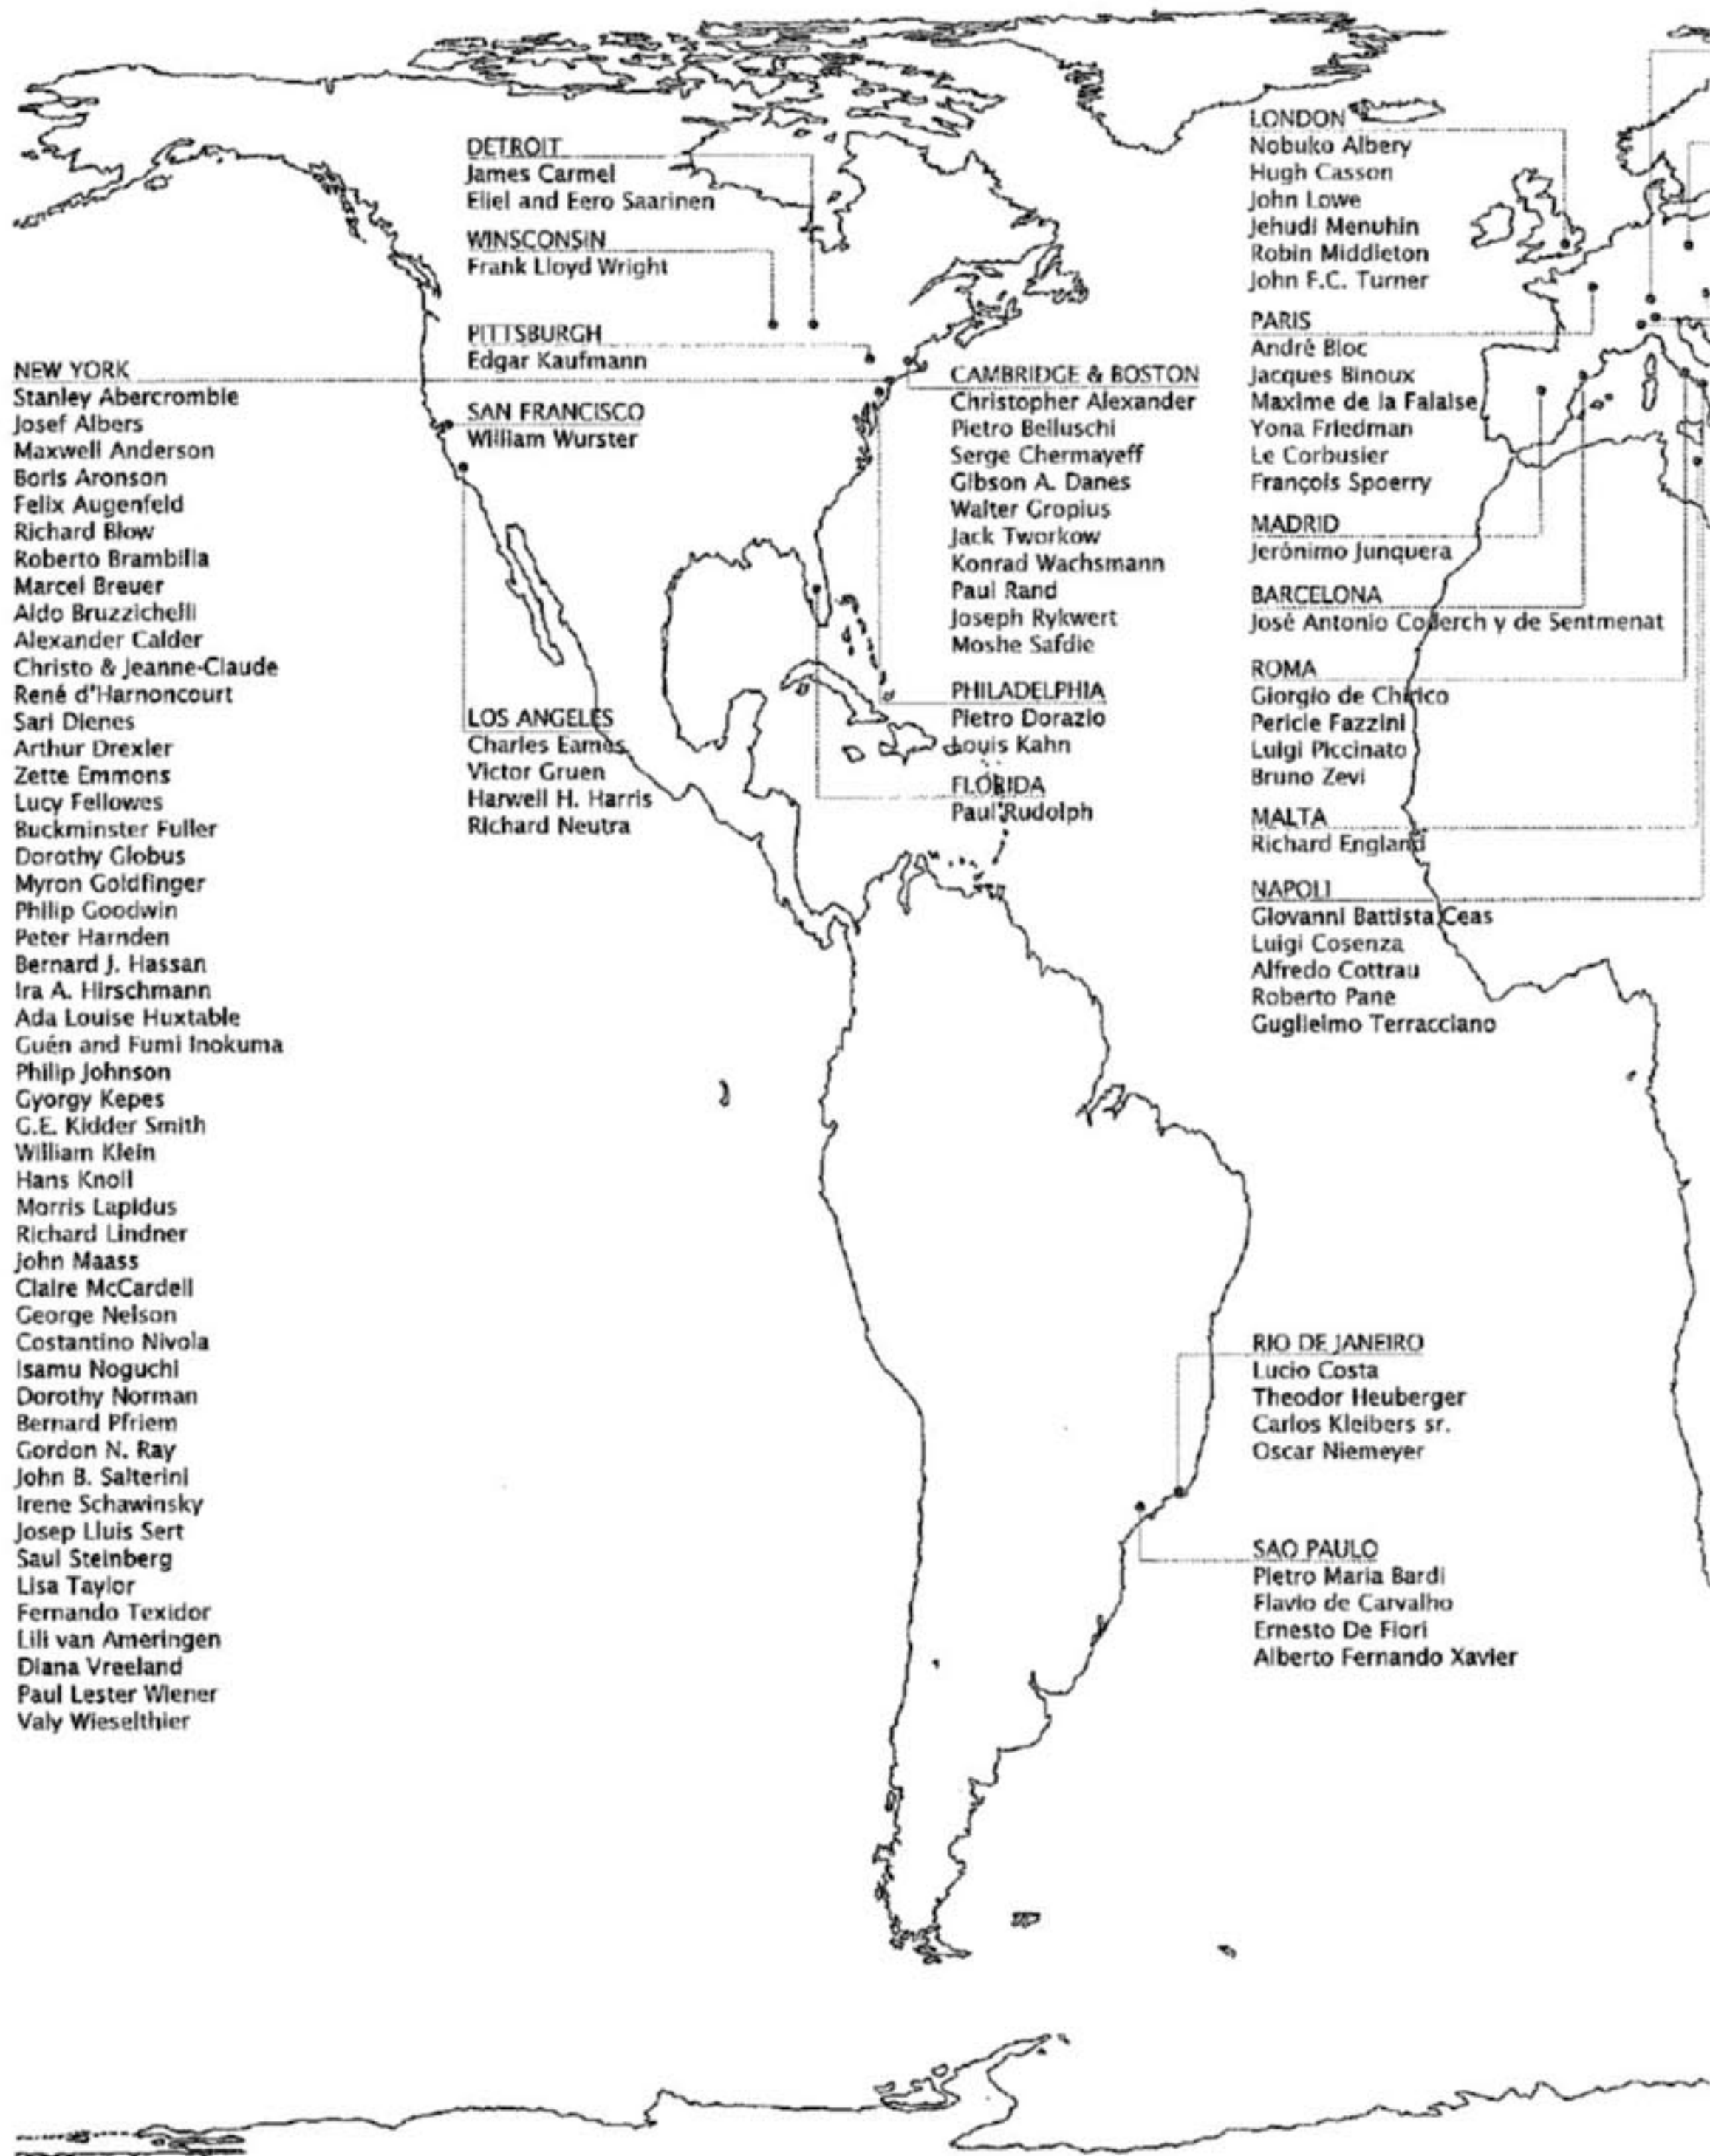 NEW YORK
Stanley Abercrombie
Josef Albers
Maxwell Anderson
Boris Aronson
Felix Augenfeld
Richard Blow
Roberto Brambilla
Marcel Breuer
Aldo Bruzzichelli
Alexander Calder
Christo & Jeanne-Claude
René d'Harnoncourt
Sari Dienes
Arthur Drexler
Zette Emmons
Lucy Fellowes
Buckminster Fuller
Dorothy Globus
Myron Goldfinger
Philip Goodwin
Peter Harnden
Bernard J. Hassan
Ira A. Hirschmann
Ada Louise Huxtable
Guén and Fumi Inokuma
Philip Johnson
Gyorgy Kepes
G.E. Kidder Smith
William Klein
Hans Knoll
Morris Lapidus
Richard Lindner
John Maass
Claire McCardell
George Nelson
Costantino Nivola
Isamu Noguchi
Dorothy Norman
Bernard Pfriem
Gordon N. Ray
John B. Salterini
Irene Schawinsky
Josep Lluis Sert
Saul Steinberg
Lisa Taylor
Fernando Texidor
Lili van Ameringen
Diana Vreeland
Paul Lester Wiener
Valy Wieselthier
DETROIT
James Carmel
Eliel and Eero Saarinen
WINSCONSIN
Frank Lloyd Wright
PITTSBURGH
Edgar Kaufmann
SAN FRANCISCO
William Wurster
LOS ANGELES
Charles Eames
Victor Gruen
Harwell H. Harris
Richard Neutra
CAMBRIDGE & BOSTON
Christopher Alexander
Pietro Belluschi
Serge Chermayeff
Gibson A. Danes
Walter Gropius
Jack Tworkow
Konrad Wachsmann
Paul Rand
Joseph Rykwert
Moshe Safdie
PHILADELPHIA
Pietro Dorazio
Louis Kahn
FLORIDA
Paul Rudolph
LONDON
Nobuko Albery
Hugh Casson
John Lowe
Jehudi Menuhin
Robin Middleton
John F.C. Turner
PARIS
André Bloc
Jacques Binoux
Maxime de la Falaise
Yona Friedman
Le Corbusier
François Spoerry
MADRID
Jerónimo Junquera
BARCELONA
José Antonio Coderch y de Sentmenat
ROMA
Giorgio de Chirico
Pericle Fazzini
Luigi Piccinato
Bruno Zevi
MALTA
Richard England
NAPOLI
Giovanni Battista Ceas
Luigi Cosenza
Alfredo Cottrau
Roberto Pane
Guglielmo Terracciano
RIO DE JANEIRO
Lucio Costa
Theodor Heuberger
Carlos Kleibers sr.
Oscar Niemeyer
SAO PAULO
Pietro Maria Bardi
Flavio de Carvalho
Ernesto De Fiori
Alberto Fernando Xavier